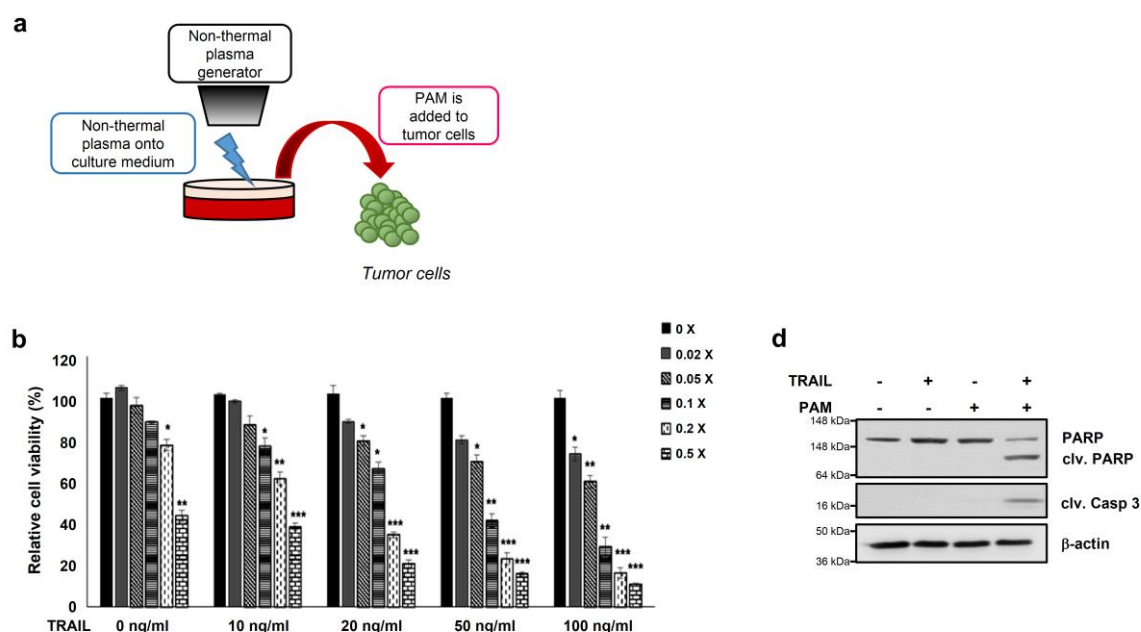 a
Non-thermal
plasma
generator
Non-thermal
plasma onto
culture medium
PAM is
added to
tumor cells
Tumor cells
b
Relative cell viability (%)
120
100
80
60
40
20
0
* **
* ** ***
* * *** ***
* ** *** ***
* ** ** *** ***
TRAIL 0 ng/ml 10 ng/ml 20 ng/ml 50 ng/ml 100 ng/ml
0 X
0.02 X
0.05 X
0.1 X
0.2 X
0.5 X
d
TRAIL - + - +
PAM - - + +
148 kDa
PARP
148 kDa
clv. PARP
64 kDa
clv. Casp 3
16 kDa
50 kDa
β-actin
36 kDa